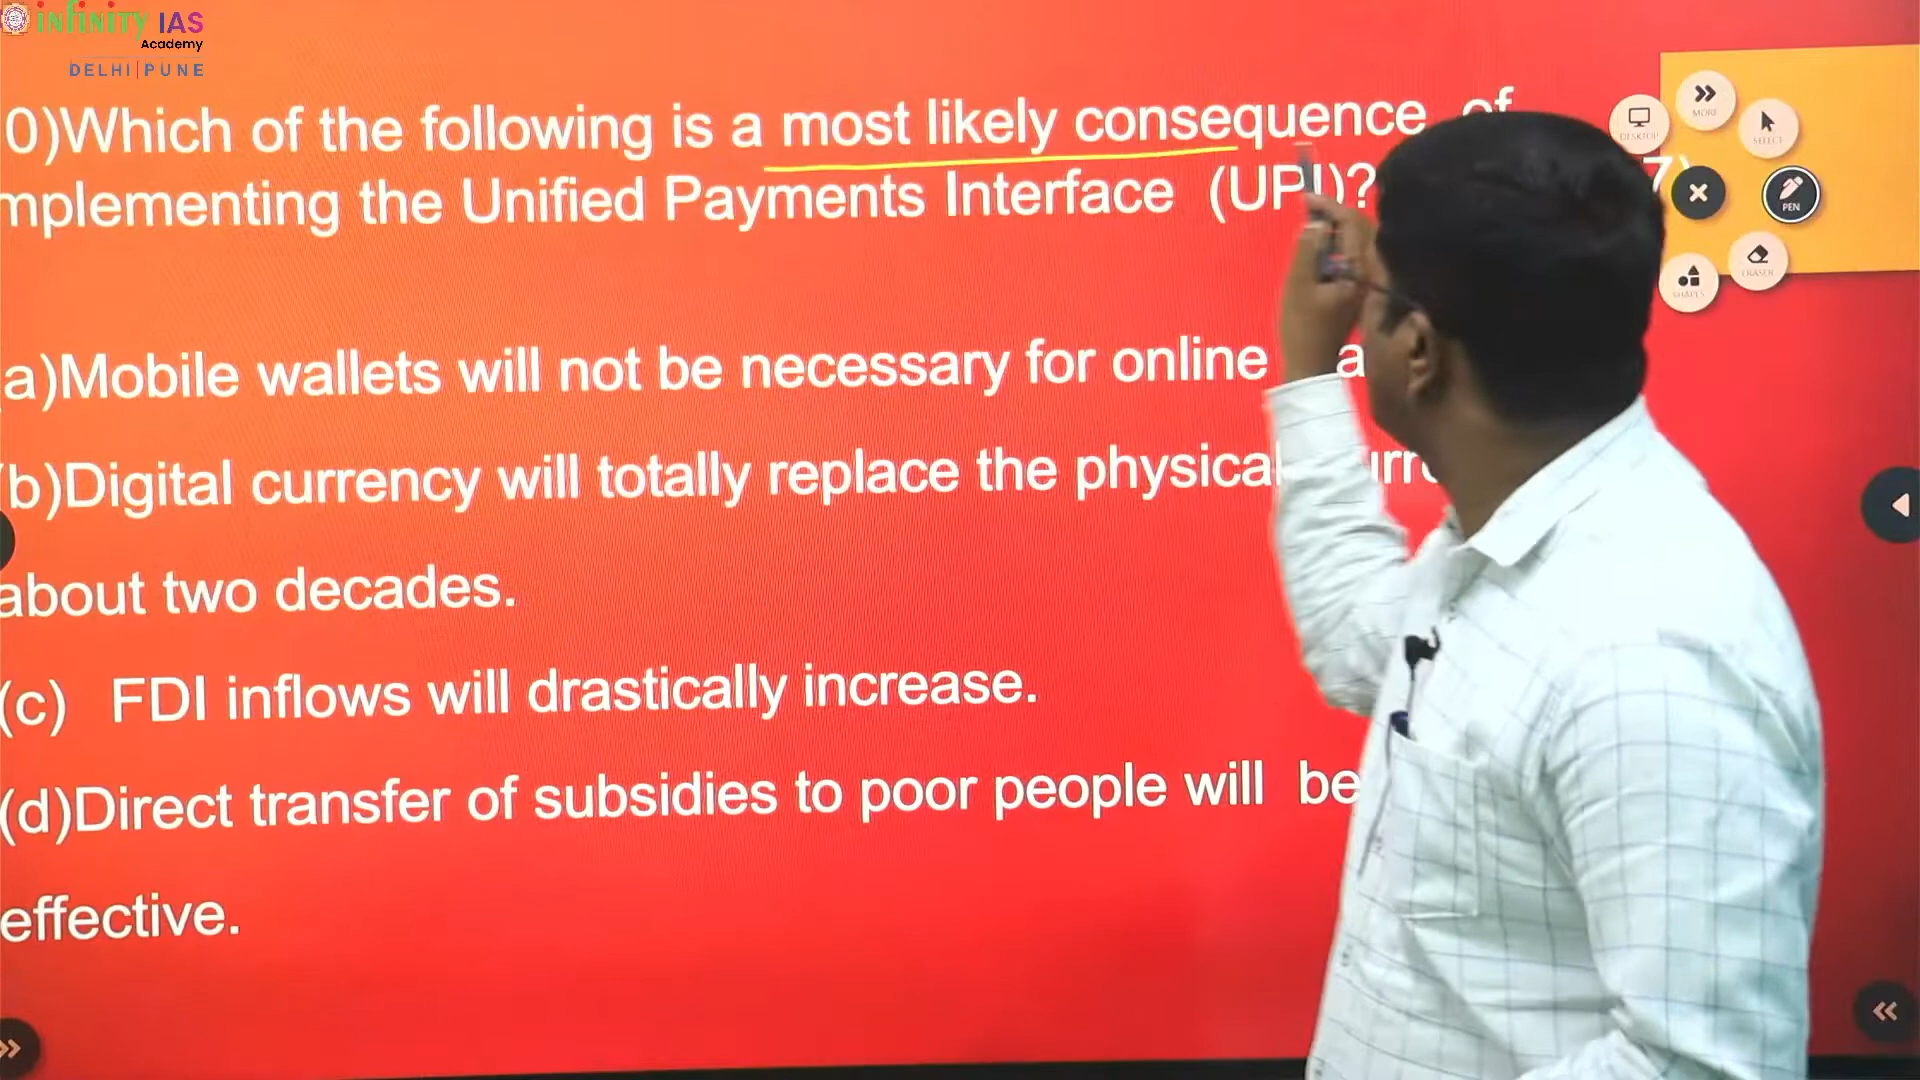 infinity IAS
Academy
DELHI|PUNE
0)Which of the following is a most likely consequence of
mplementing the Unified Payments Interface (UPI)? 7)
a)Mobile wallets will not be necessary for online
(b)Digital currency will totally replace the physical
about two decades.
(c) FDI inflows will drastically increase.
(d)Direct transfer of subsidies to poor people will be
effective.
DESKTOP
MORE
SELECT
PEN
ERASER
SHAPES